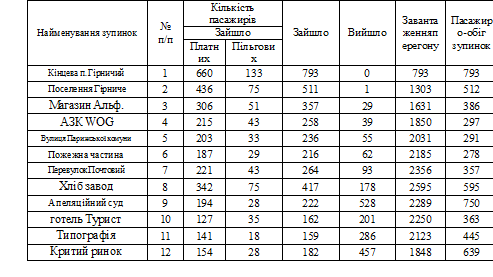 Найменування зупинок | № п/п | Кількість пасажирів | Зайшло | Вийшло | Заванта женняп ерегону | Пасажир о-обіг зупинок
Зайшло
Платн их | Пільгови х
Кінцева п. Гірничий | 1 | 660 | 133 | 793 | 0 | 793 | 793
Поселення Гірниче | 2 | 436 | 75 | 511 | 1 | 1303 | 512
Магазин Альф. | 3 | 306 | 51 | 357 | 29 | 1631 | 386
АЗК WOG | 4 | 215 | 43 | 258 | 39 | 1850 | 297
Вулиця Паризької комуни | 5 | 203 | 33 | 236 | 55 | 2031 | 291
Пожежна частина | 6 | 187 | 29 | 216 | 62 | 2185 | 278
Перевулок Почтовий | 7 | 221 | 43 | 264 | 93 | 2356 | 357
Хліб завод | 8 | 342 | 75 | 417 | 178 | 2595 | 595
Апеляційний суд | 9 | 194 | 28 | 222 | 528 | 2289 | 750
готель Турист | 10 | 127 | 35 | 162 | 201 | 2250 | 363
Типографія | 11 | 141 | 18 | 159 | 286 | 2123 | 445
Критий ринок | 12 | 154 | 28 | 182 | 457 | 1848 | 639